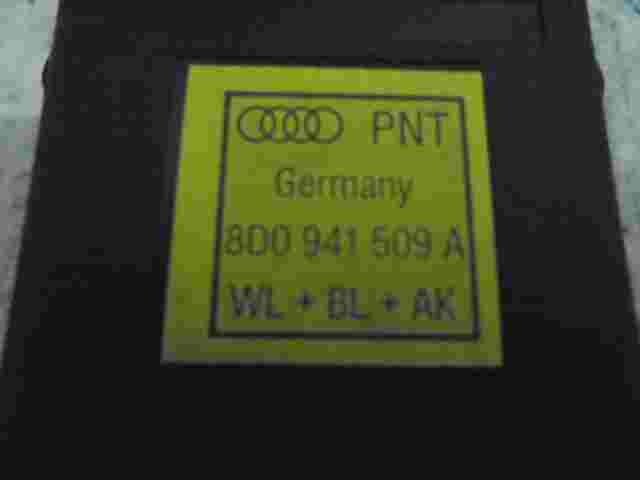 PNT
Germany
8D0 941 509 A
WL + BL + AK